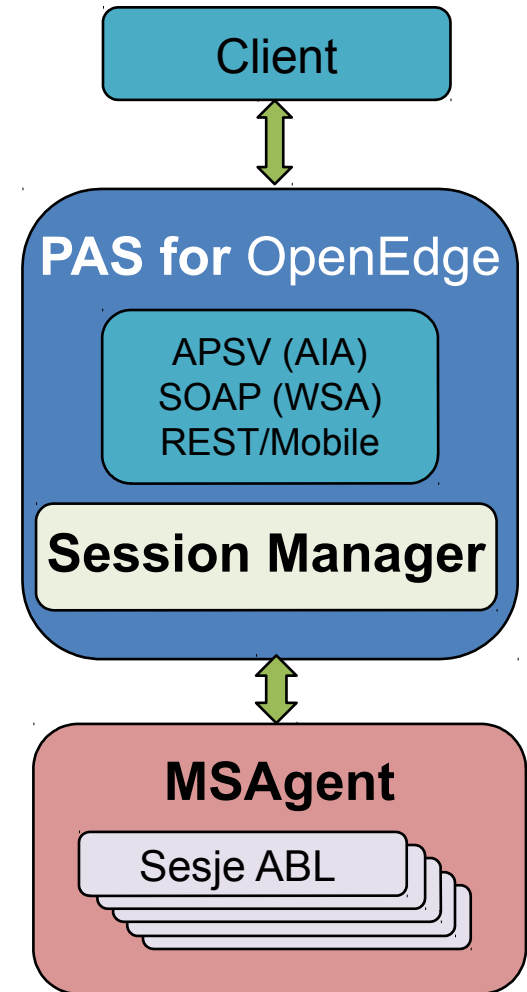 Client
PAS for OpenEdge
APSV (AIA)
SOAP (WSA)
REST/Mobile
Session Manager
MSAgent
Sesje ABL